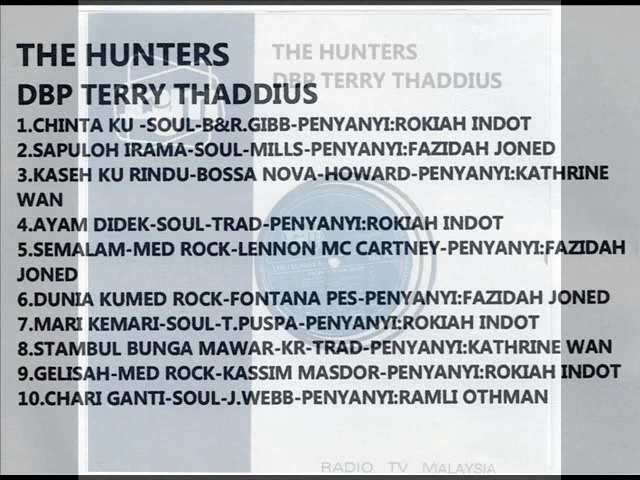 THE HUNTERS
DBP TERRY THADDIUS
1.CHINTA KU -SOUL-B&R.GIBB-PENYANYI:ROKIAH INDOT
2.SAPULOH IRAMA-SOUL-MILLS-PENYANYI:FAZIDAH JONED
3.KASEH KU RINDU-BOSSA NOVA-HOWARD-PENYANYI:KATHRINE
WAN
4.AYAM DIDEK-SOUL-TRAD-PENYANYI:ROKIAH INDOT
5.SEMALAM-MED ROCK-LENNON MC CARTNEY-PENYANYI:FAZIDAH
JONED
6.DUNIA KUMED ROCK-FONTANA PES-PENYANYI:FAZIDAH JONED
7.MARI KEMARI-SOUL-T.PUSPA-PENYANYI:ROKIAH INDOT
8.STAMBUL BUNGA MAWAR-KR-TRAD-PENYANYI:KATHRINE WAN
9.GELISAH-MED ROCK-KASSIM MASDOR-PENYANYI:ROKIAH INDOT
10.CHARI GANTI-SOUL-J.WEBB-PENYANYI:RAMLI OTHMAN
THE HUNTERS
DBP TERRY THADDIUS
RADIO TV MALAYSIA